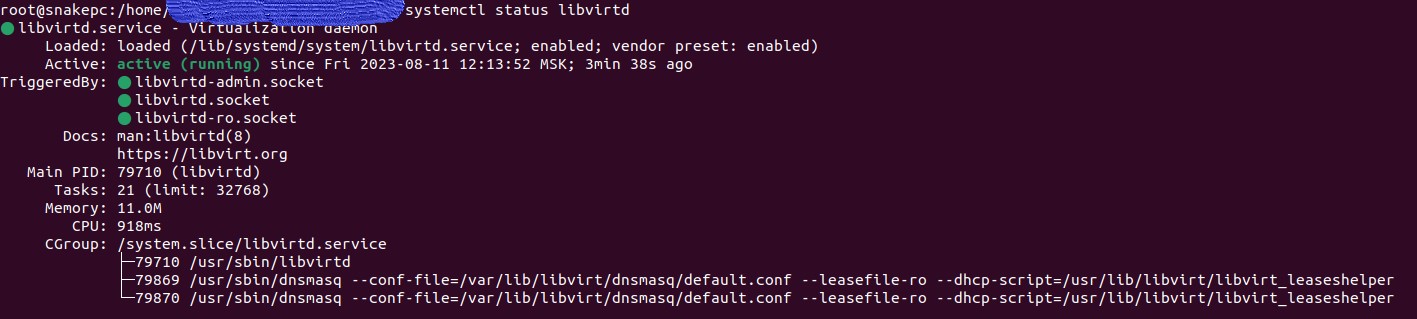 root@snakepc:/home/ systemctl status libvirtd
libvirtd.service - Virtualization daemon
Loaded: loaded (/lib/systemd/system/libvirtd.service; enabled; vendor preset: enabled)
Active: active (running) since Fri 2023-08-11 12:13:52 MSK; 3min 38s ago
TriggeredBy: ● libvirtd-admin.socket
● libvirtd.socket
● libvirtd-ro.socket
Docs: man:libvirtd(8)
https://libvirt.org
Main PID: 79710 (libvirtd)
Tasks: 21 (limit: 32768)
Memory: 11.0M
CPU: 918ms
CGroup: /system.slice/libvirtd.service
├─79710 /usr/sbin/libvirtd
├─79869 /usr/sbin/dnsmasq --conf-file=/var/lib/libvirt/dnsmasq/default.conf --leasefile-ro --dhcp-script=/usr/lib/libvirt/libvirt_leaseshelper
└─79870 /usr/sbin/dnsmasq --conf-file=/var/lib/libvirt/dnsmasq/default.conf --leasefile-ro --dhcp-script=/usr/lib/libvirt/libvirt_leaseshelper